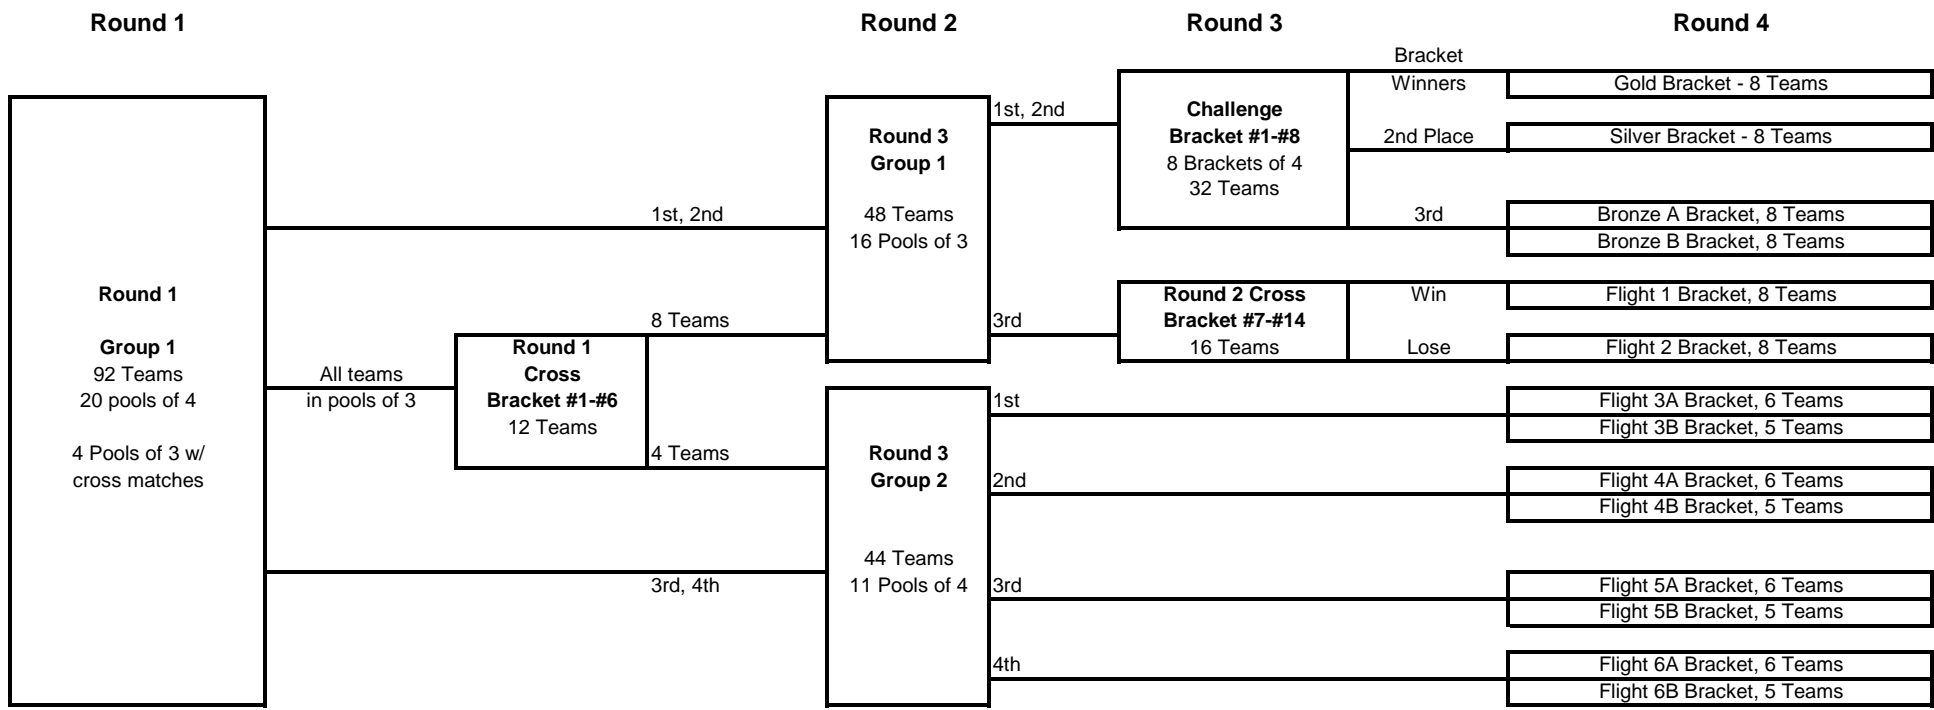 Round 1
Round 2
Round 3
Round 4
Round 1
Group 1
92 Teams
20 pools of 4
4 Pools of 3 w/
cross matches
1st, 2nd
All teams
in pools of 3
3rd, 4th
Round 1
Cross
Bracket #1-#6
12 Teams
8 Teams
4 Teams
Round 3
Group 1
48 Teams
16 Pools of 3
1st, 2nd
3rd
Round 3
Group 2
44 Teams
11 Pools of 4
1st
2nd
3rd
4th
Challenge
Bracket #1-#8
8 Brackets of 4
32 Teams
Bracket
Winners
2nd Place
3rd
Round 2 Cross
Bracket #7-#14
16 Teams
Win
Lose
Gold Bracket - 8 Teams
Silver Bracket - 8 Teams
Bronze A Bracket, 8 Teams
Bronze B Bracket, 8 Teams
Flight 1 Bracket, 8 Teams
Flight 2 Bracket, 8 Teams
Flight 3A Bracket, 6 Teams
Flight 3B Bracket, 5 Teams
Flight 4A Bracket, 6 Teams
Flight 4B Bracket, 5 Teams
Flight 5A Bracket, 6 Teams
Flight 5B Bracket, 5 Teams
Flight 6A Bracket, 6 Teams
Flight 6B Bracket, 5 Teams